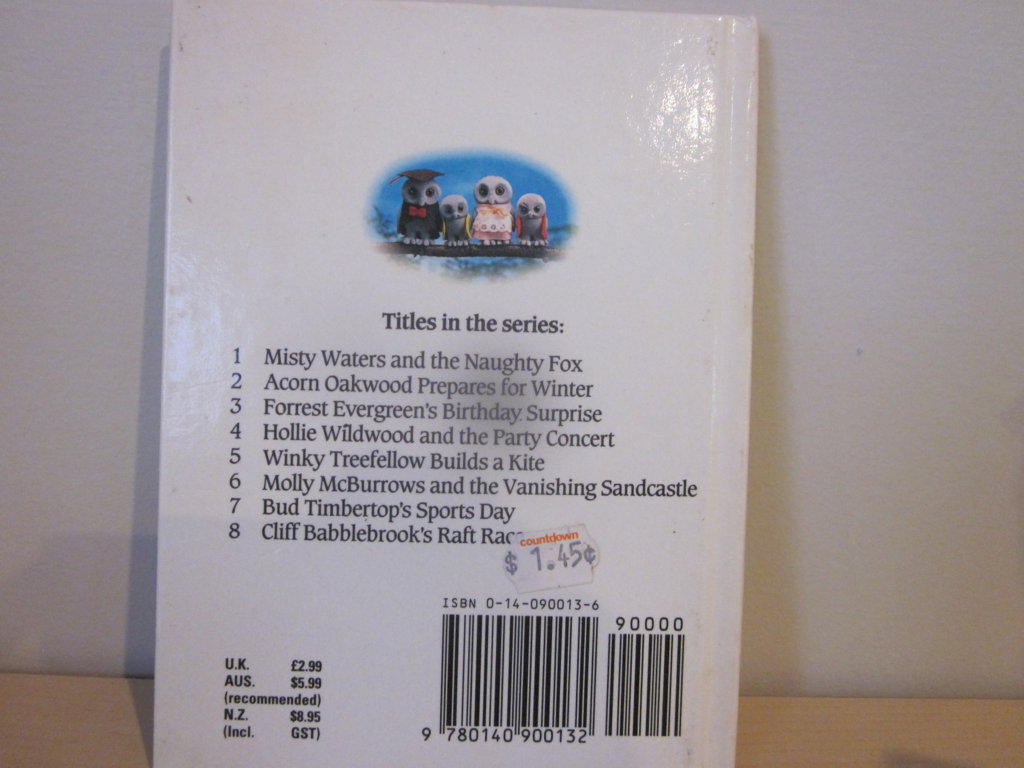 Titles in the series:
1 Misty Waters and the Naughty Fox
2 Acorn Oakwood Prepares for Winter
3 Forrest Evergreen's Birthday Surprise
4 Hollie Wildwood and the Party Concert
5 Winky Treefellow Builds a Kite
6 Molly McBurrows and the Vanishing Sandcastle
7 Bud Timbertop's Sports Day
8 Cliff Babblebrook's Raft
countdown
$ 1.45¢
ISBN 0-14-090013-6
90000
9 780140 900132
U.K. £2.99
AUS. $5.99
(recommended)
N.Z. $8.95
(Incl. GST)